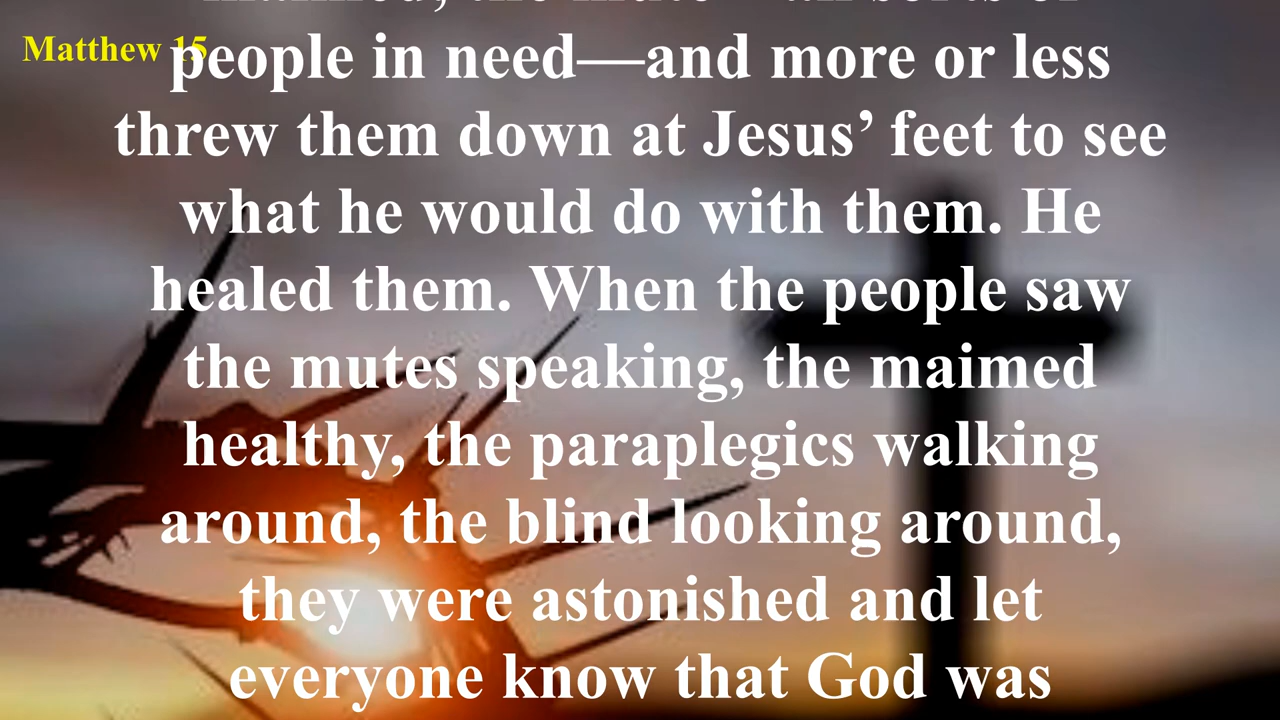 Matthew 15
people in need—and more or less
threw them down at Jesus’ feet to see
what he would do with them. He
healed them. When the people saw
the mutes speaking, the maimed
healthy, the paraplegics walking
around, the blind looking around,
they were astonished and let
everyone know that God was